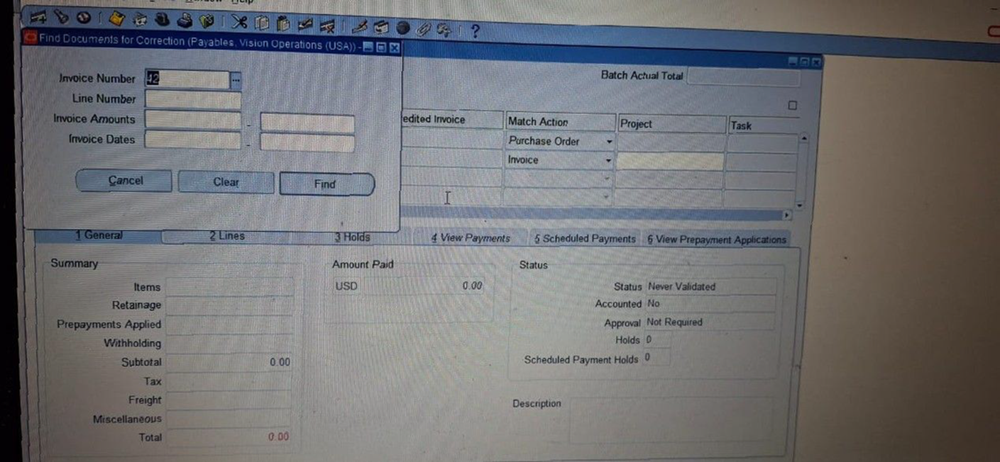 Help
?
Find Documents for Correction (Payables, Vision Operations (USA)) -
Invoice Number 42 ...
Line Number
Invoice Amounts -
Invoice Dates -
Cancel Clear Find
Batch Actual Total
edited Invoice Match Action Project Task
Purchase Order
Invoice
1 General 2 Lines 3 Holds 4 View Payments 5 Scheduled Payments 6 View Prepayment Applications
Summary
Items
Retainage
Prepayments Applied
Withholding
Subtotal 0.00
Tax
Freight
Miscellaneous
Total 0.00
Amount Paid
USD 0.00
Status
Status Never Validated
Accounted No
Approval Not Required
Holds 0
Scheduled Payment Holds 0
Description